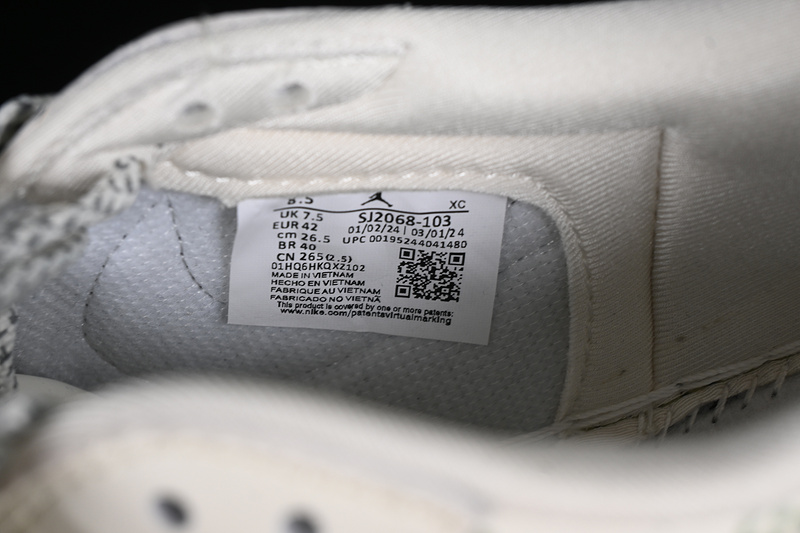 8.5 XC
UK 7.5 SJ2068-103
EUR 42 01/02/24 | 03/01/24
cm 26.5 UPC 00195244041480
BR 40
CN 265(2.5)
01HQ6HKQXZ102
MADE IN VIETNAM
HECHO EN VIETNAM
FABRIQUE AU VIETNAM
FABRICADO NO VETNÃ
This product is covered by one or more patents:
www.nike.com/patentsvirtualmarking